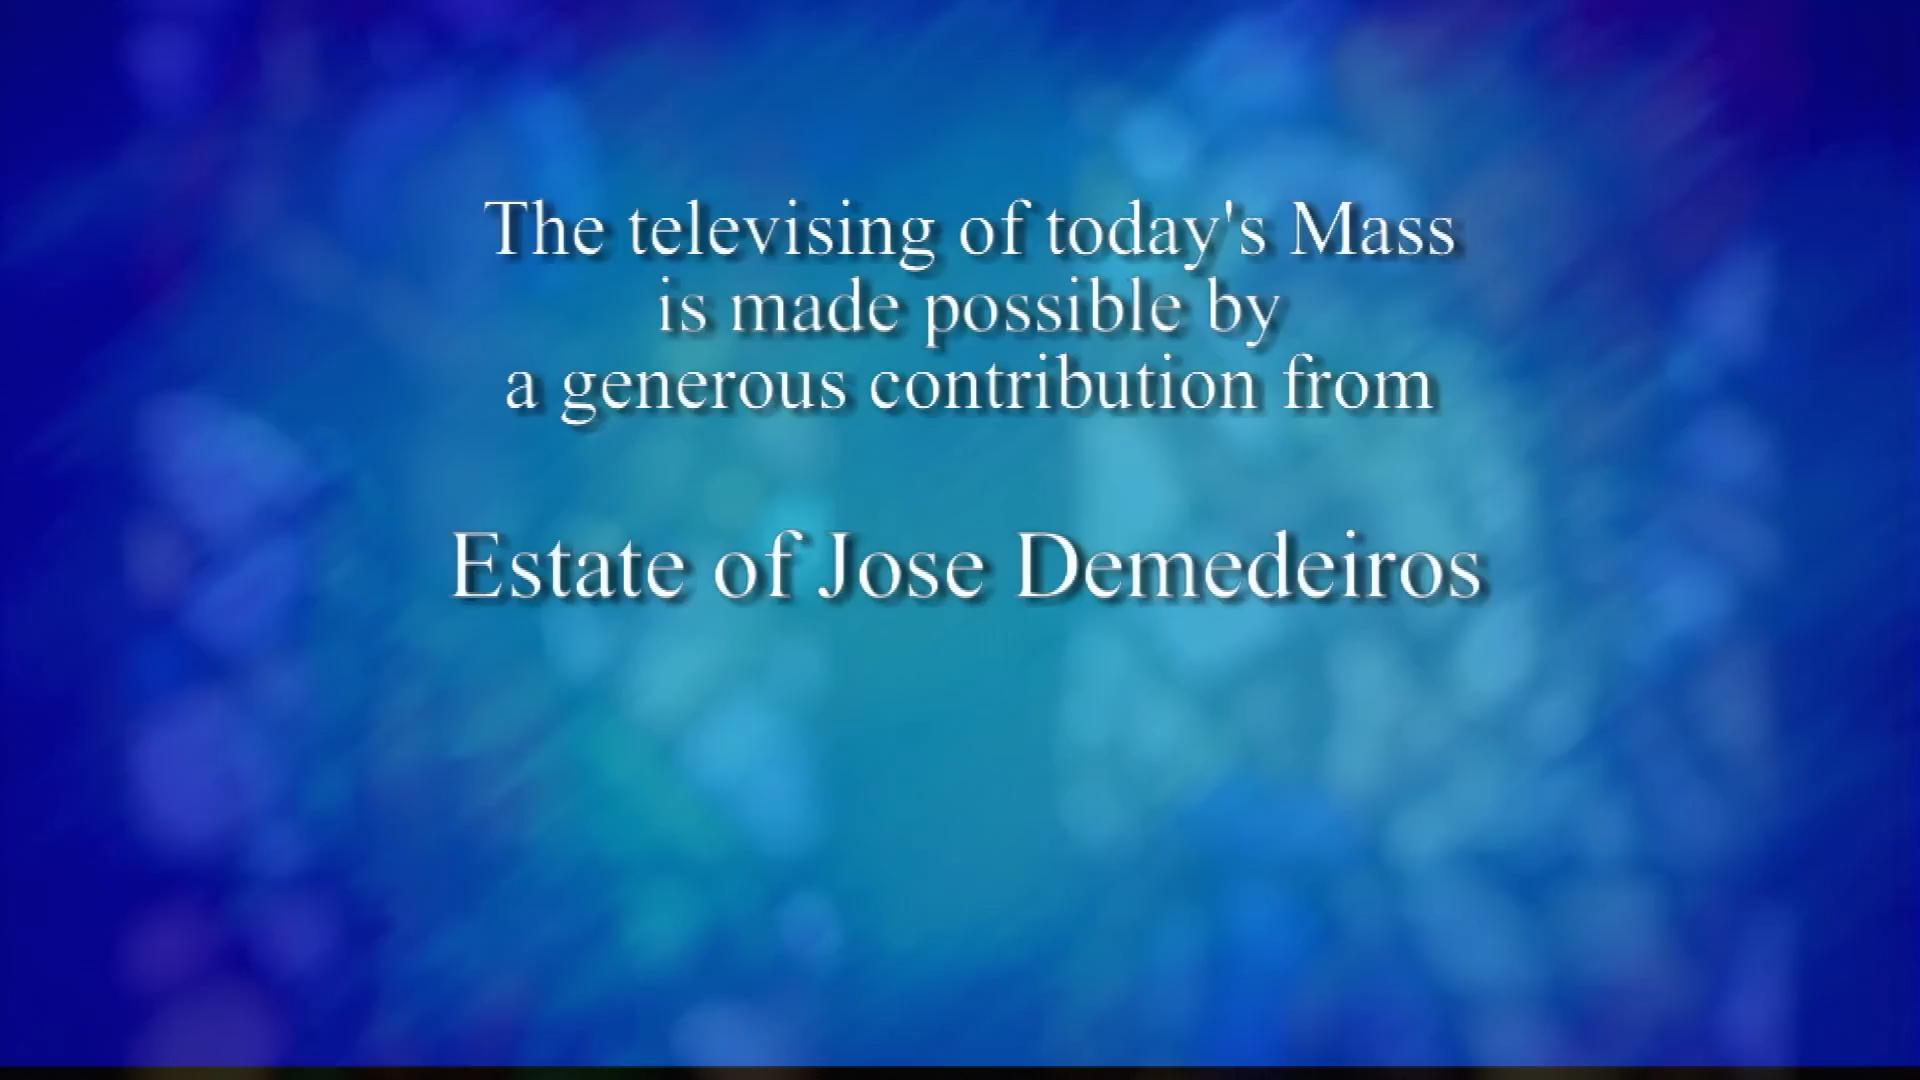 The televising of today's Mass
is made possible by
a generous contribution from
Estate of Jose Demedeiros